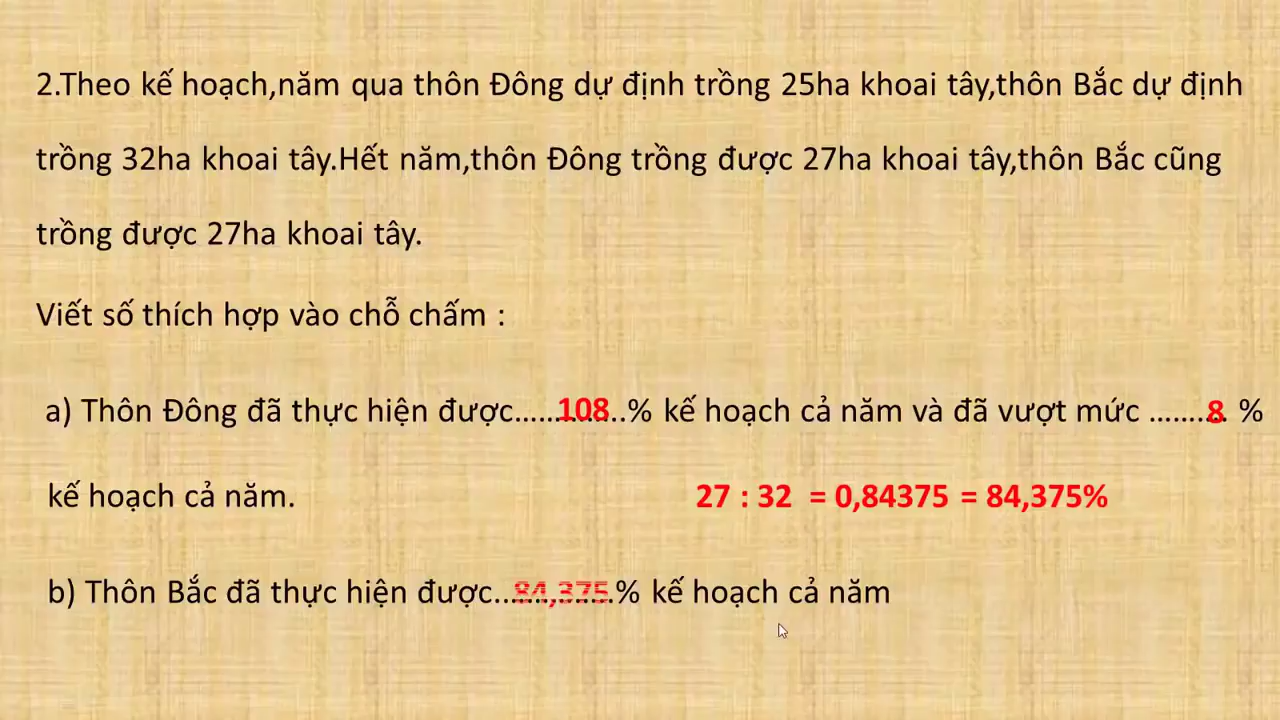 2.Theo kế hoạch,năm qua thôn Đông dự định trồng 25ha khoai tây,thôn Bắc dự định
trồng 32ha khoai tây.Hết năm,thôn Đông trồng được 27ha khoai tây,thôn Bắc cũng
trồng được 27ha khoai tây.
Viết số thích hợp vào chỗ chấm :
a) Thôn Đông đã thực hiện được.....108..% kế hoạch cả năm và đã vượt mức .......8. %
kế hoạch cả năm. 27 : 32 = 0,84375 = 84,375%
b) Thôn Bắc đã thực hiện được..84,375.% kế hoạch cả năm